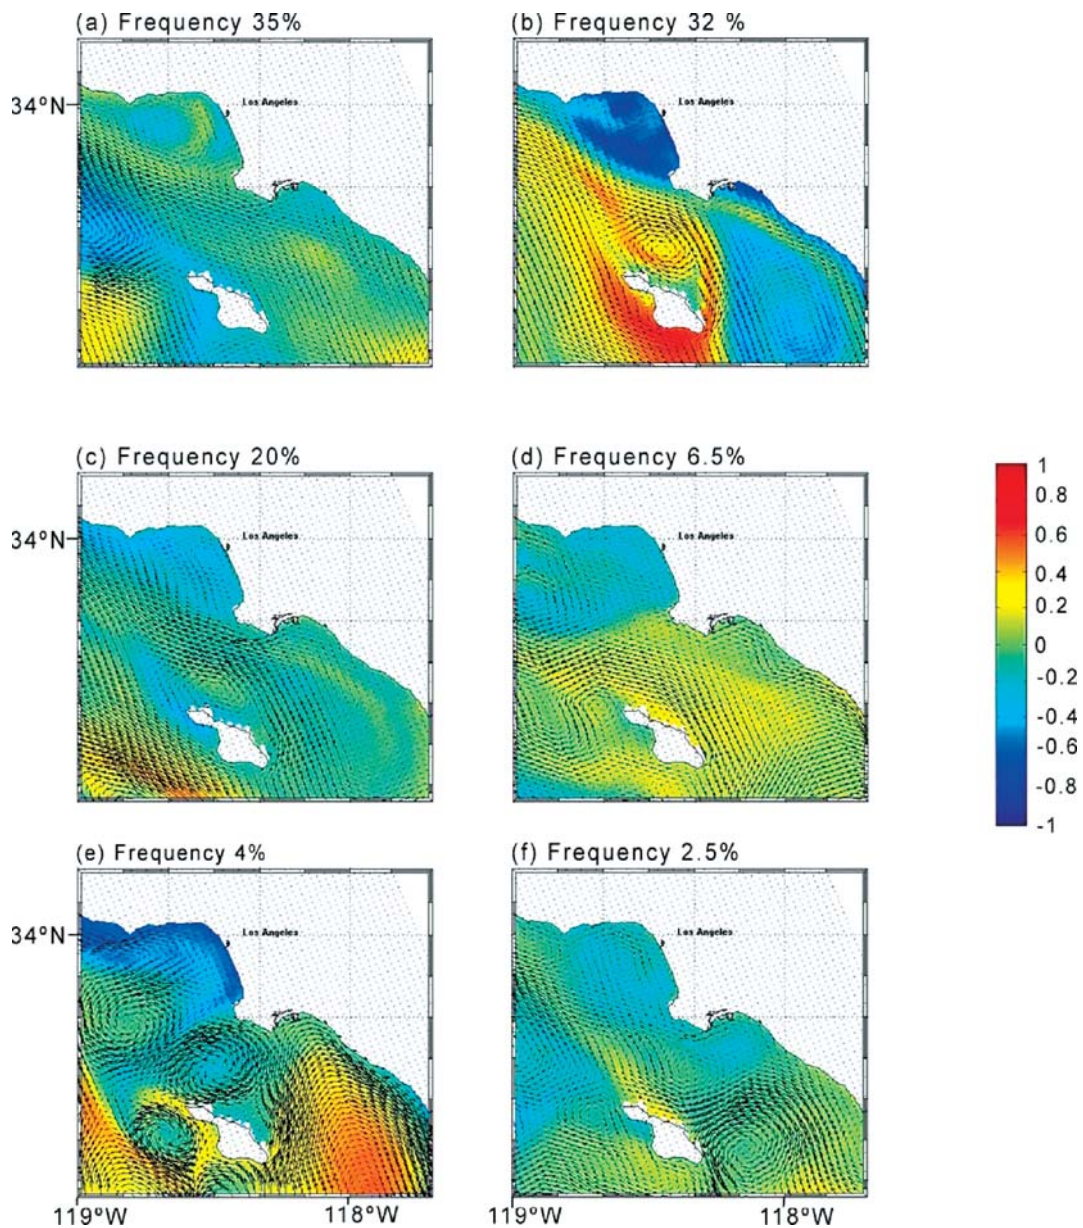 (a) Frequency 35%
(b) Frequency 32 %
34°N
Los Angeles
Los Angeles
(c) Frequency 20%
(d) Frequency 6.5%
34°N
Los Angeles
Los Angeles
1
0.8
0.6
0.4
0.2
0
-0.2
-0.4
-0.6
-0.8
-1
(e) Frequency 4%
(f) Frequency 2.5%
34°N
Los Angeles
Los Angeles
119°W
118°W
119°W
118°W